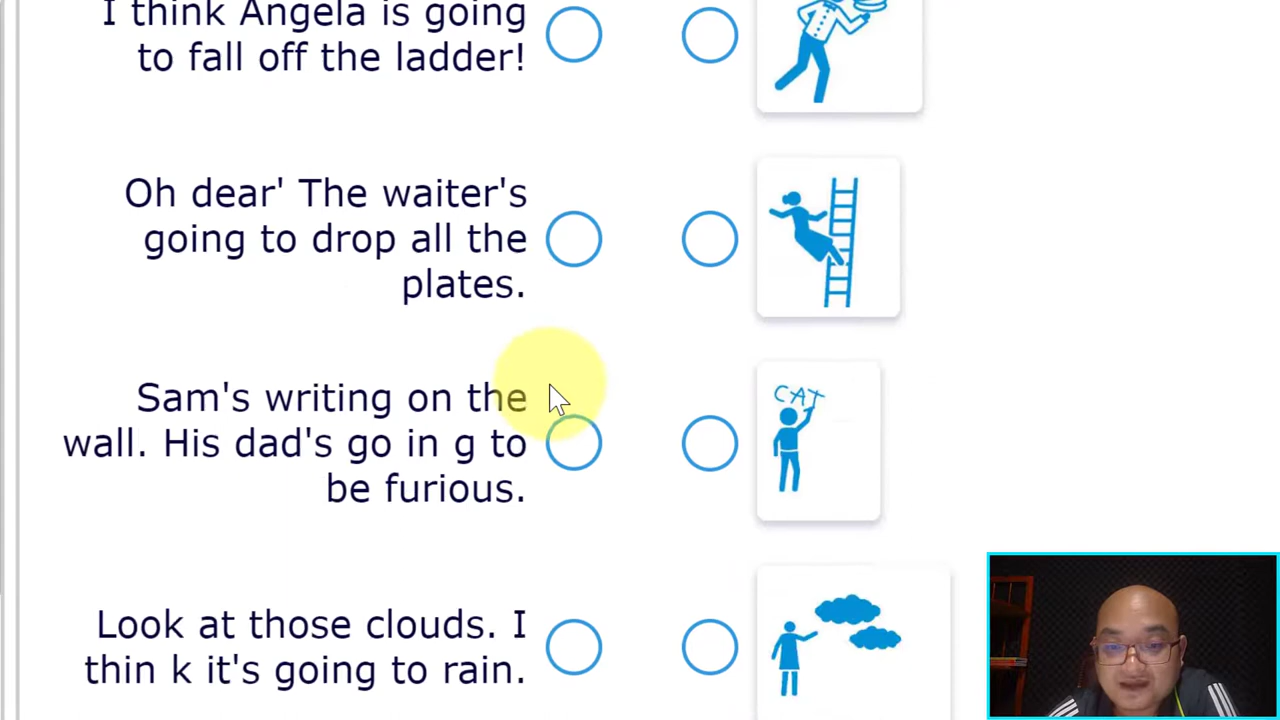 I think Angela is going
to fall off the ladder!
Oh dear' The waiter's
going to drop all the
plates.
Sam's writing on the
wall. His dad's go in g to
be furious.
CAT
Look at those clouds. I
thin k it's going to rain.